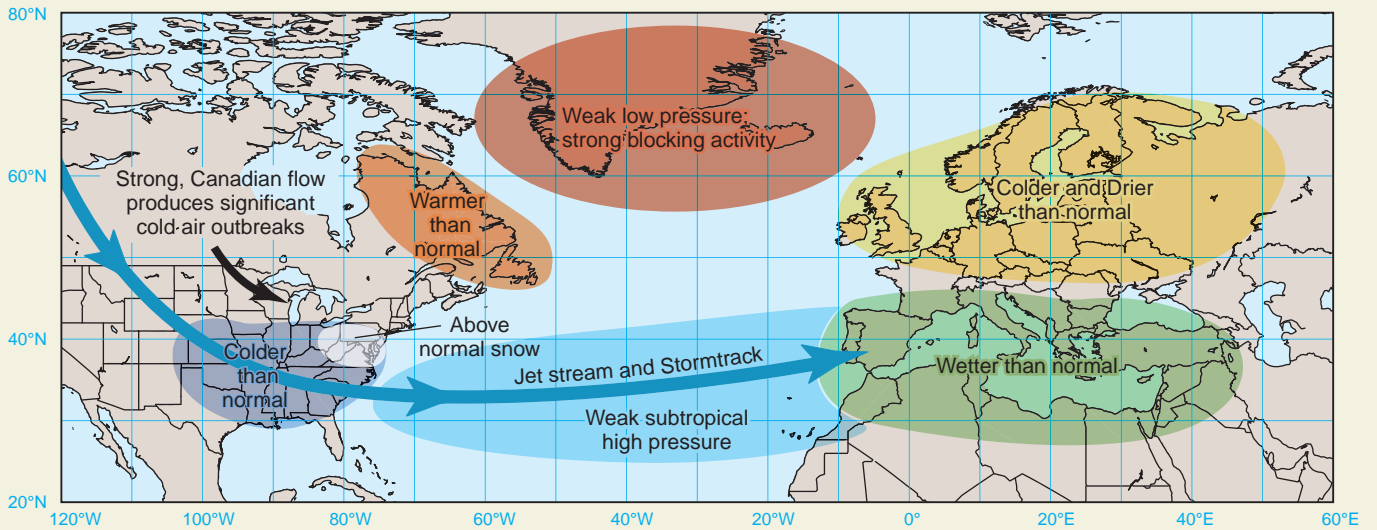 80°N
60°N
40°N
20°N
Weak low pressure;
strong blocking activity
Strong, Canadian flow
produces significant
cold-air outbreaks
Warmer
than
normal
Colder and Drier
than normal
Above
normal snow
Colder
than
normal
Jet stream and Stormtrack
Wetter than normal
Weak subtropical
high pressure
120°W
100°W
80°W
60°W
40°W
20°W
0°
20°E
40°E
60°E